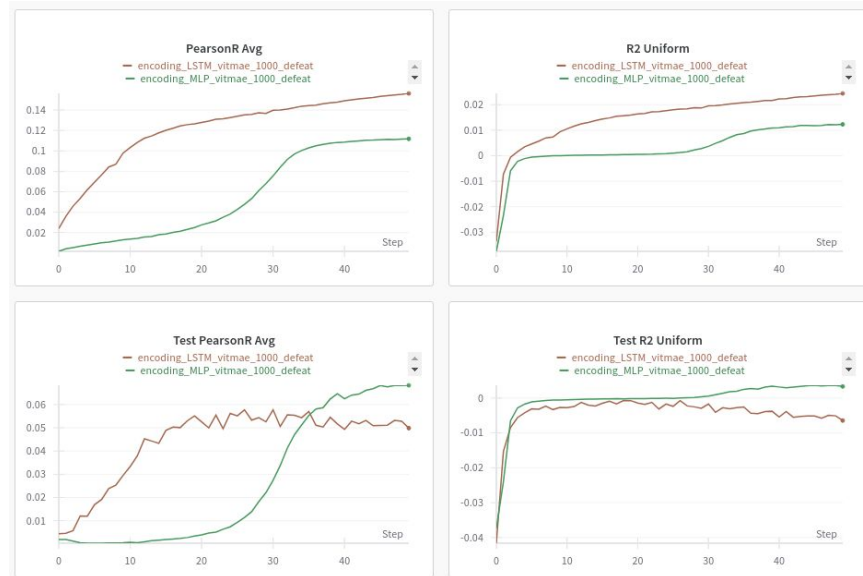 PearsonR Avg
encoding_LSTM_vitmae_1000_defeat
encoding_MLP_vitmae_1000_defeat
0.14
0.12
0.1
0.08
0.06
0.04
0.02
Step
0 10 20 30 40
R2 Uniform
encoding_LSTM_vitmae_1000_defeat
encoding_MLP_vitmae_1000_defeat
0.02
0.01
0
-0.01
-0.02
-0.03
Step
0 10 20 30 40
Test PearsonR Avg
encoding_LSTM_vitmae_1000_defeat
encoding_MLP_vitmae_1000_defeat
0.06
0.05
0.04
0.03
0.02
0.01
Step
0 10 20 30 40
Test R2 Uniform
encoding_LSTM_vitmae_1000_defeat
encoding_MLP_vitmae_1000_defeat
0
-0.01
-0.02
-0.03
-0.04
Step
0 10 20 30 40